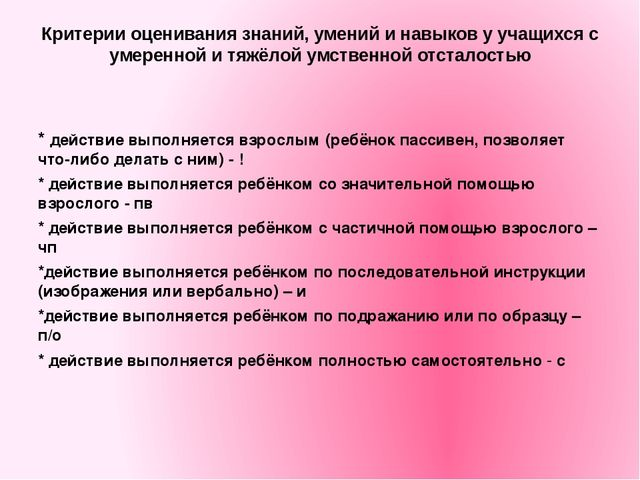 Критерии оценивания знаний, умений и навыков у учащихся с
умеренной и тяжёлой умственной отсталостью
* действие выполняется взрослым (ребёнок пассивен, позволяет
что-либо делать с ним) - !
* действие выполняется ребёнком со значительной помощью
взрослого - пв
* действие выполняется ребёнком с частичной помощью взрослого –
чп
*действие выполняется ребёнком по последовательной инструкции
(изображения или вербально) – и
*действие выполняется ребёнком по подражанию или по образцу –
п/о
* действие выполняется ребёнком полностью самостоятельно - с